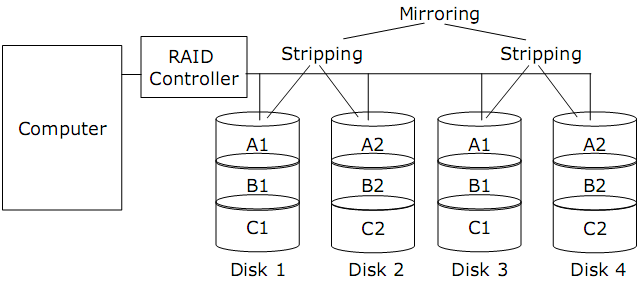 Mirroring
RAID
Controller
Stripping
Stripping
Computer
A1
A2
A1
A2
B1
B2
B1
B2
C1
C2
C1
C2
Disk 1
Disk 2
Disk 3
Disk 4